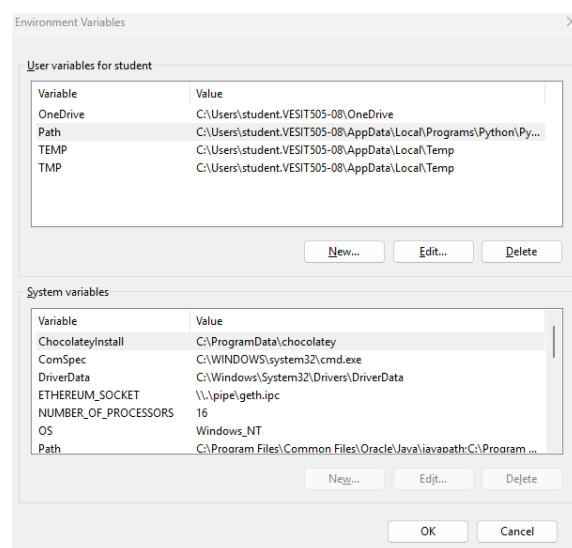 Environment Variables
User variables for student
Variable Value
OneDrive C:\Users\student.VESIT505-08\OneDrive
Path C:\Users\student.VESIT505-08\AppData\Local\Programs\Python\Py...
TEMP C:\Users\student.VESIT505-08\AppData\Local\Temp
TMP C:\Users\student.VESIT505-08\AppData\Local\Temp
New... Edit... Delete
System variables
Variable Value
ChocolateyInstall C:\ProgramData\chocolatey
ComSpec C:\WINDOWS\system32\cmd.exe
DriverData C:\Windows\System32\Drivers\DriverData
ETHEREUM_SOCKET \\.\pipe\geth.ipc
NUMBER_OF_PROCESSORS 16
OS Windows_NT
Path C:\Program Files\Common Files\Oracle\Java\javapath;C:\Program ...
New... Edit... Delete
OK Cancel